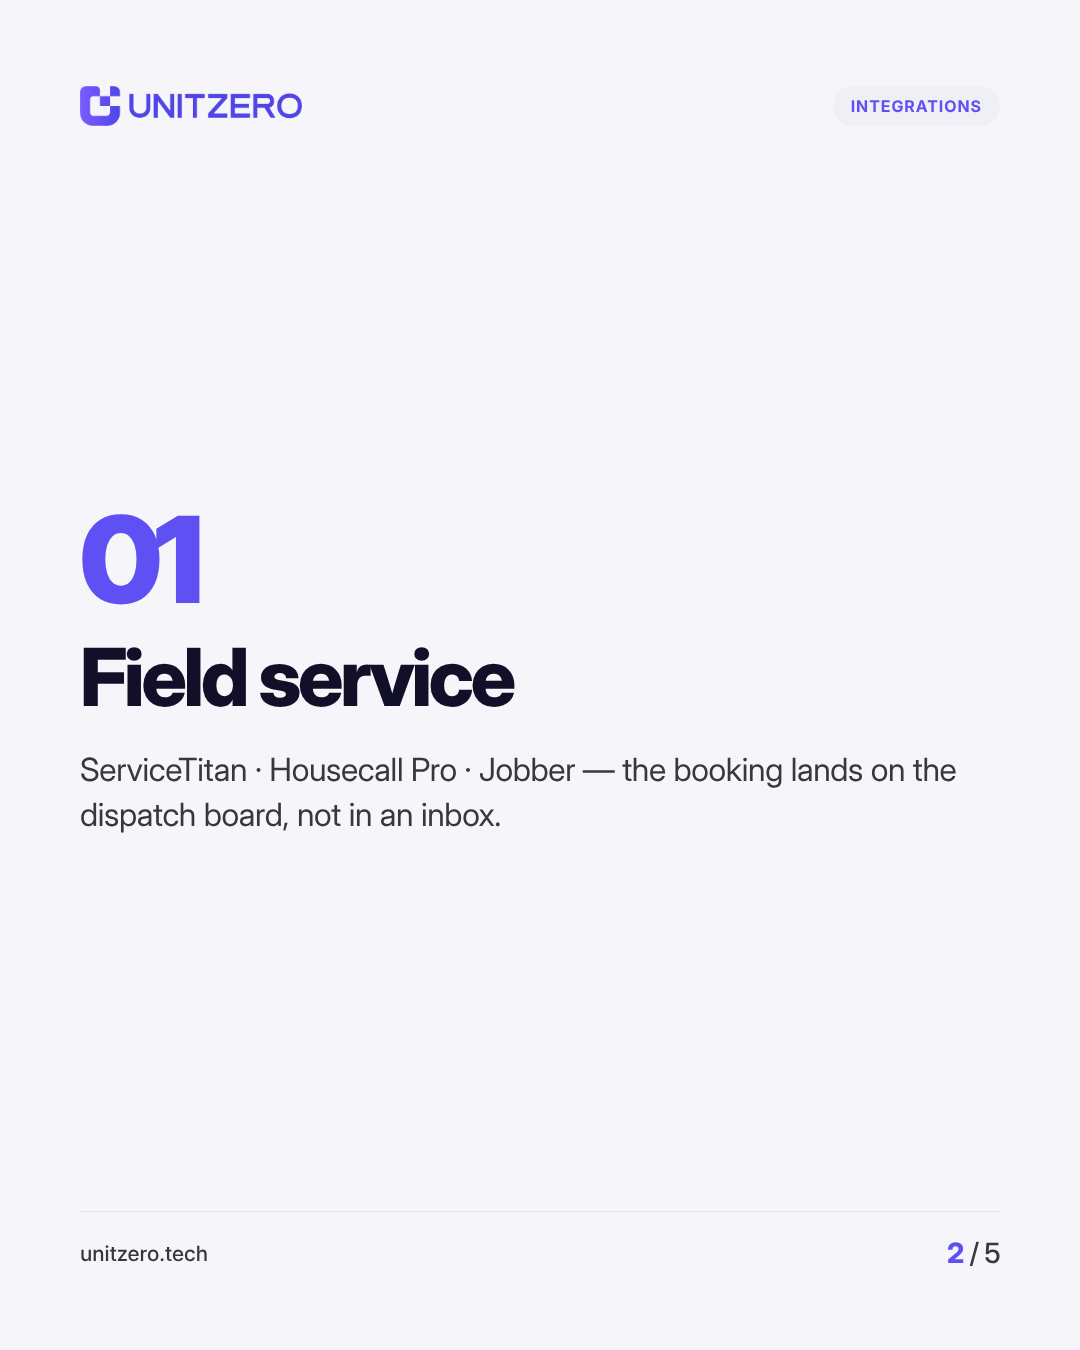 UNITZERO
INTEGRATIONS
01
Field service
ServiceTitan · Housecall Pro · Jobber — the booking lands on the
dispatch board, not in an inbox.
unitzero.tech
2 / 5